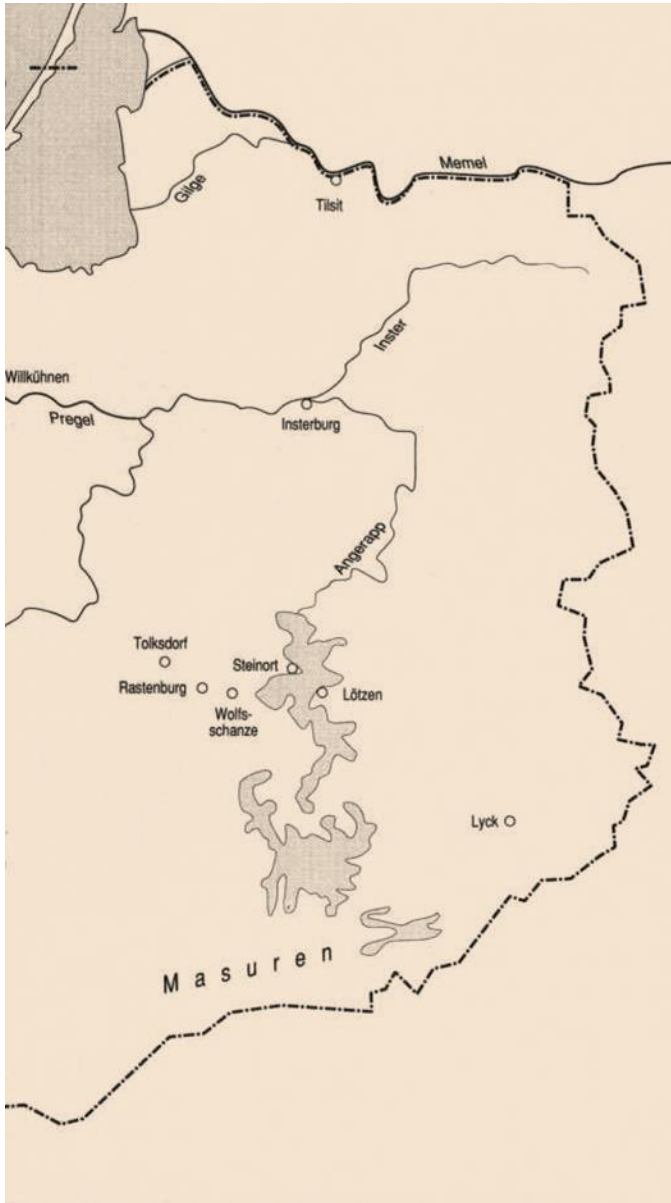 Memel
Gilge
Tilsit
Inster
Willkühnen
Pregel
Insterburg
Angerapp
Tolksdorf
Steinort
Rastenburg
Lötzen
Wolfs-
schanze
Lyck
Masuren